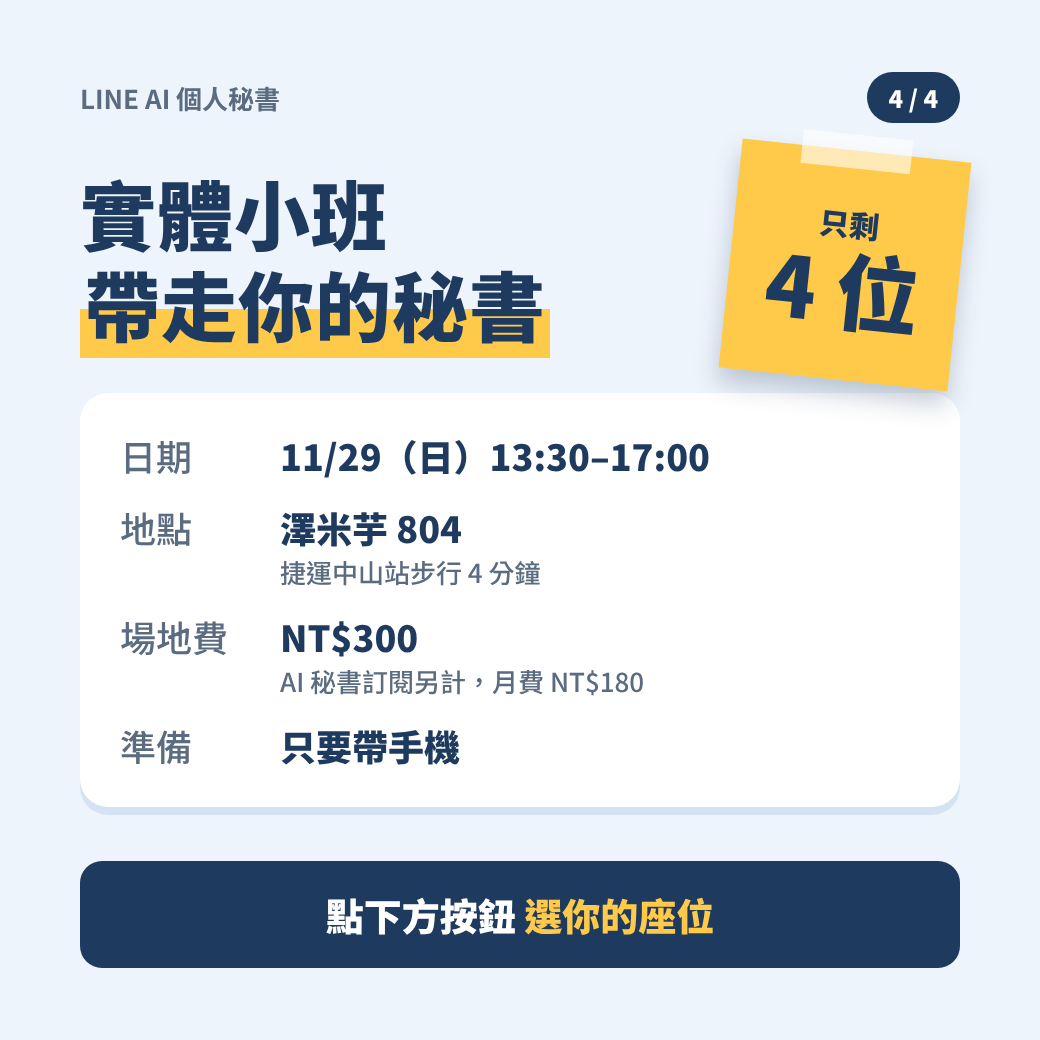 LINE AI 個人秘書
4 / 4
實體小班
帶走你的秘書
只剩
4 位
日期
11/29（日）13:30–17:00
地點
澤米芋 804
捷運中山站步行 4 分鐘
場地費
NT$300
AI 秘書訂閱另計，月費 NT$180
準備
只要帶手機
點下方按鈕 選你的座位